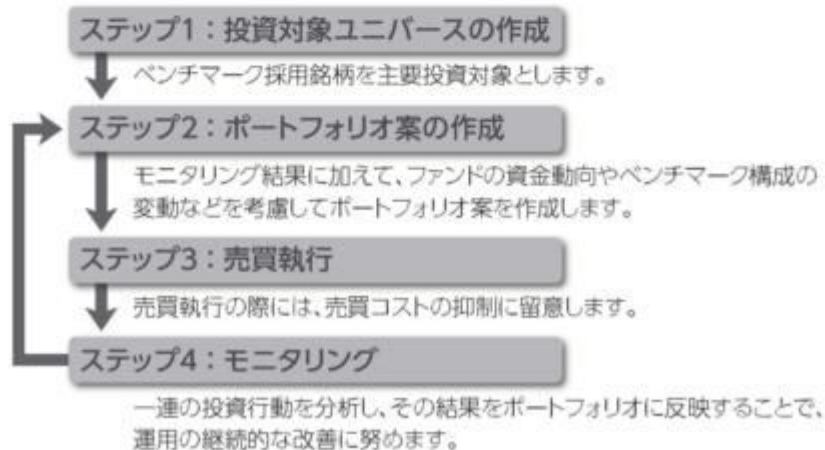 ステップ1：投資対象ユニバースの作成
ベンチマーク採用銘柄を主要投資対象とします。
ステップ2：ポートフォリオ案の作成
モニタリング結果に加えて、ファンドの資金動向やベンチマーク構成の
変動などを考慮してポートフォリオ案を作成します。
ステップ3：売買執行
売買執行の際には、売買コストの抑制に留意します。
ステップ4：モニタリング
一連の投資行動を分析し、その結果をポートフォリオに反映することで、
運用の継続的な改善に努めます。